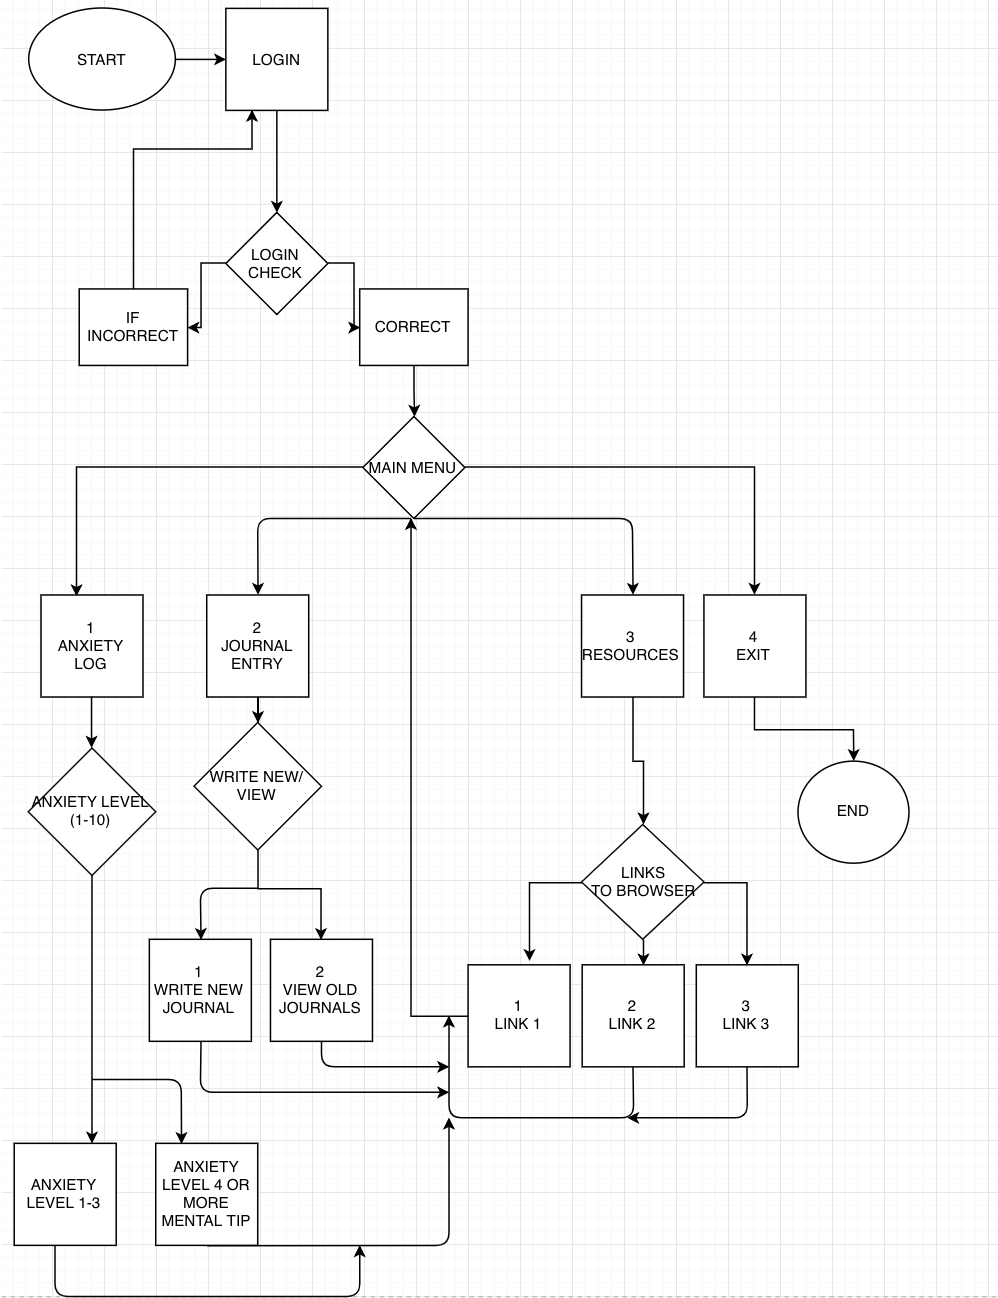 START
LOGIN
LOGIN
CHECK
IF
INCORRECT
CORRECT
MAIN MENU
1
ANXIETY
LOG
2
JOURNAL
ENTRY
3
RESOURCES
4
EXIT
ANXIETY LEVEL
(1-10)
WRITE NEW/
VIEW
END
LINKS
TO BROWSER
1
WRITE NEW
JOURNAL
2
VIEW OLD
JOURNALS
1
LINK 1
2
LINK 2
3
LINK 3
ANXIETY
LEVEL 1-3
ANXIETY
LEVEL 4 OR
MORE
MENTAL TIP